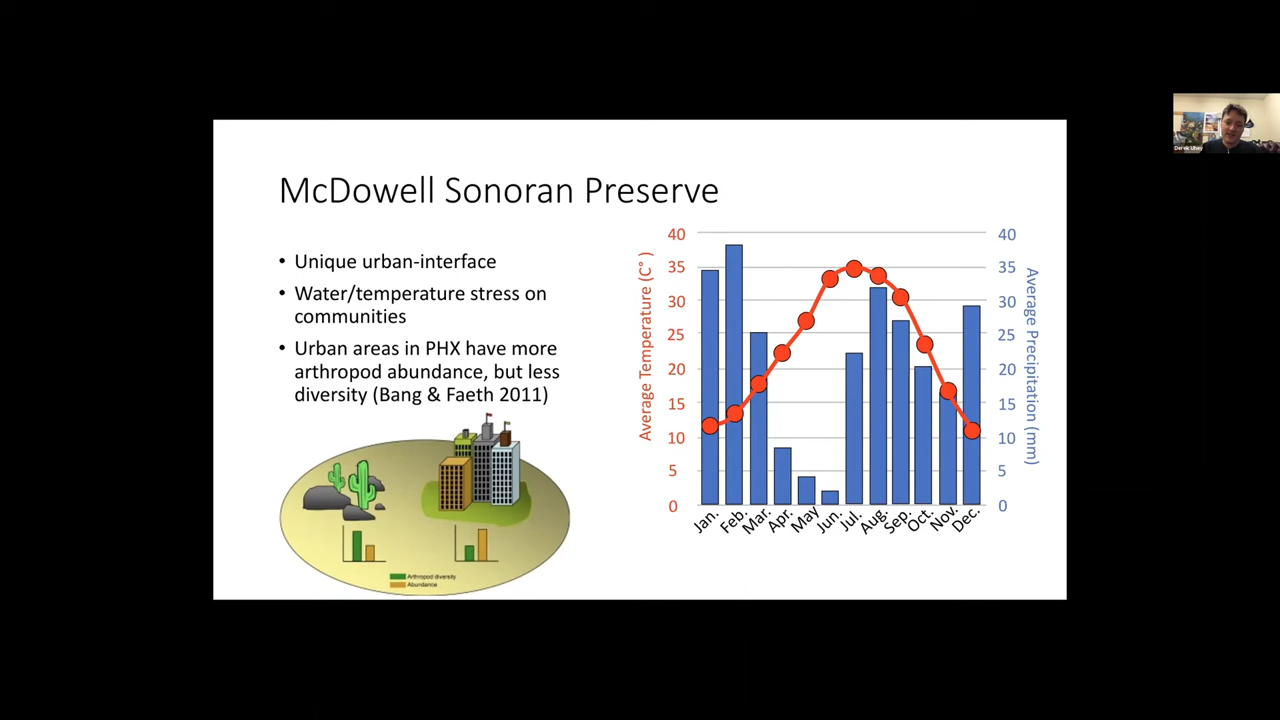 McDowell Sonoran Preserve
• Unique urban-interface
• Water/temperature stress on
communities
• Urban areas in PHX have more
arthropod abundance, but less
diversity (Bang & Faeth 2011)
Arthropod diversity
Abundance
Average Temperature (C° )
40
35
30
25
20
15
10
5
0
40
35
30
25
20
15
10
5
0
Average Precipitation (mm)
Jan. Feb. Mar. Apr. May Jun. Jul. Aug. Sep. Oct. Nov. Dec.
Derek Uhey